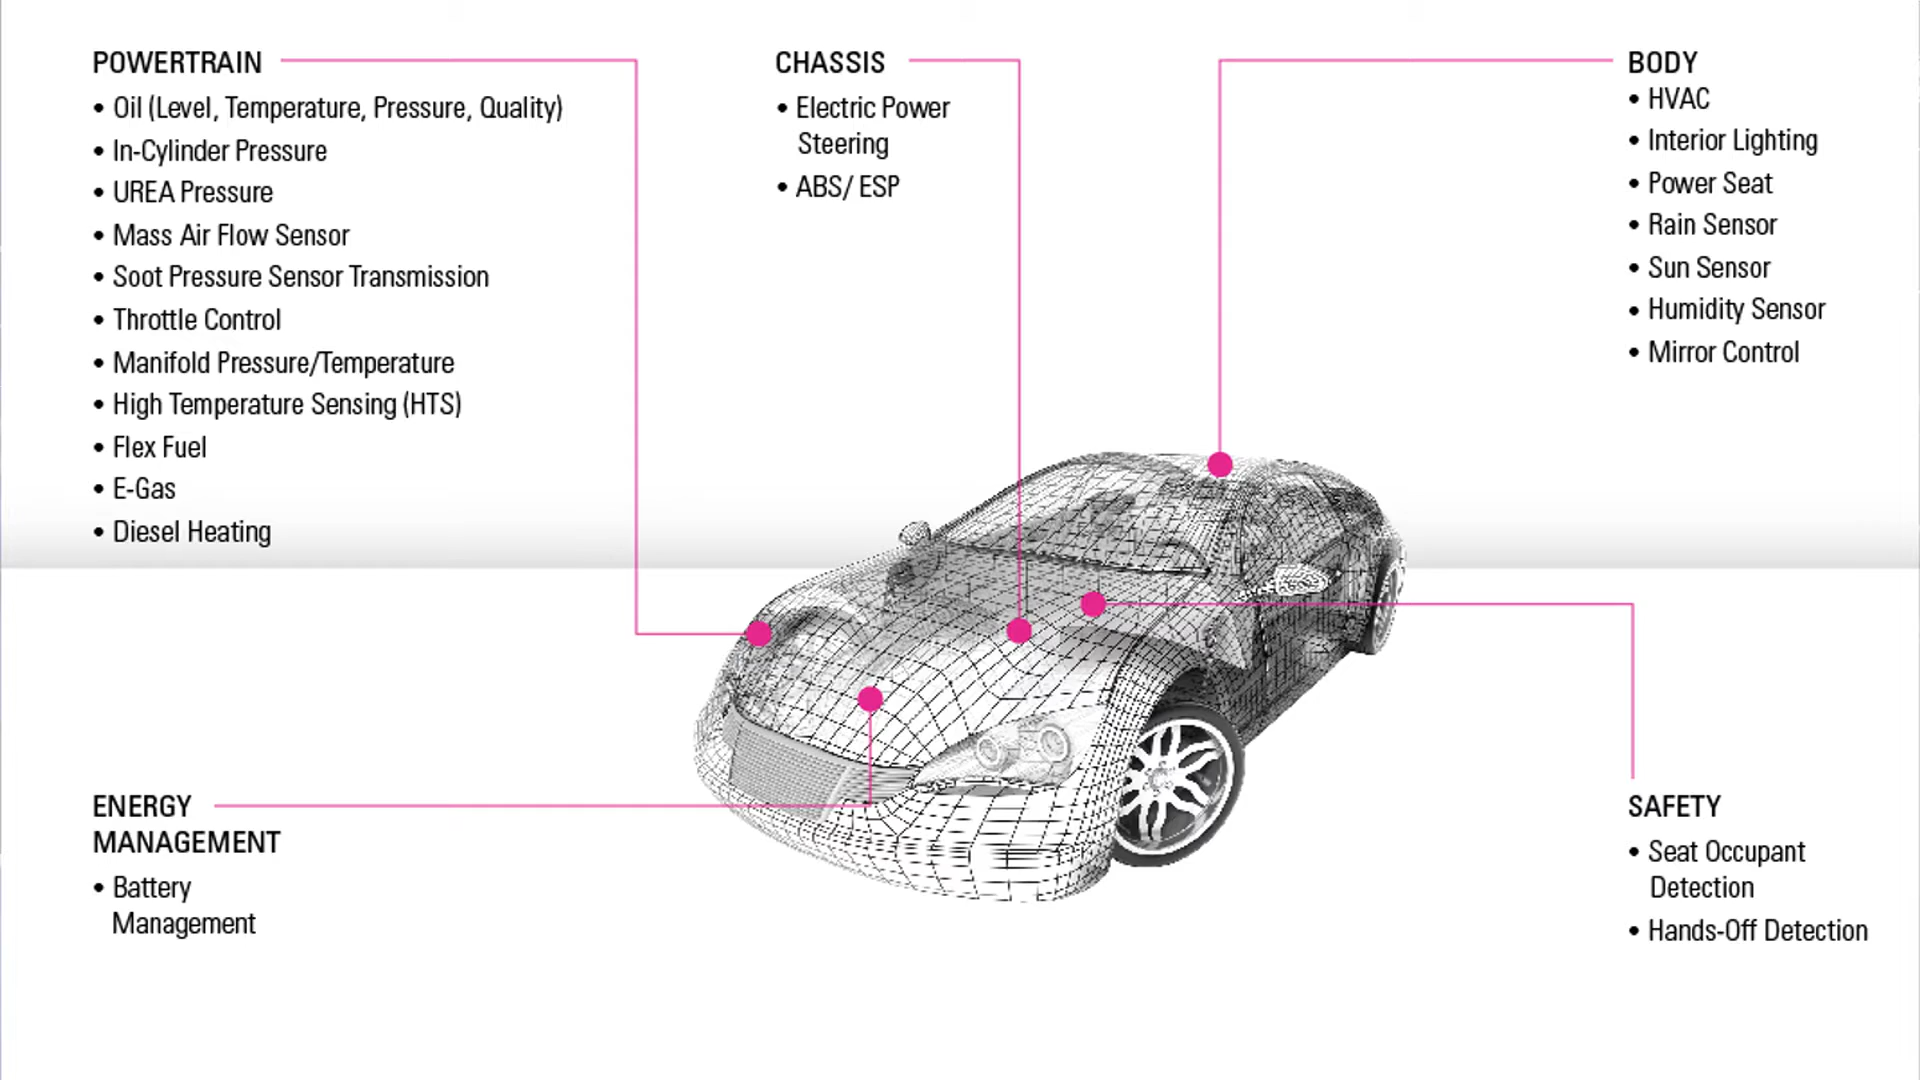 POWERTRAIN
• Oil (Level, Temperature, Pressure, Quality)
• In-Cylinder Pressure
• UREA Pressure
• Mass Air Flow Sensor
• Soot Pressure Sensor Transmission
• Throttle Control
• Manifold Pressure/Temperature
• High Temperature Sensing (HTS)
• Flex Fuel
• E-Gas
• Diesel Heating
CHASSIS
• Electric Power
Steering
• ABS/ ESP
BODY
• HVAC
• Interior Lighting
• Power Seat
• Rain Sensor
• Sun Sensor
• Humidity Sensor
• Mirror Control
ENERGY
MANAGEMENT
• Battery
Management
SAFETY
• Seat Occupant
Detection
• Hands-Off Detection